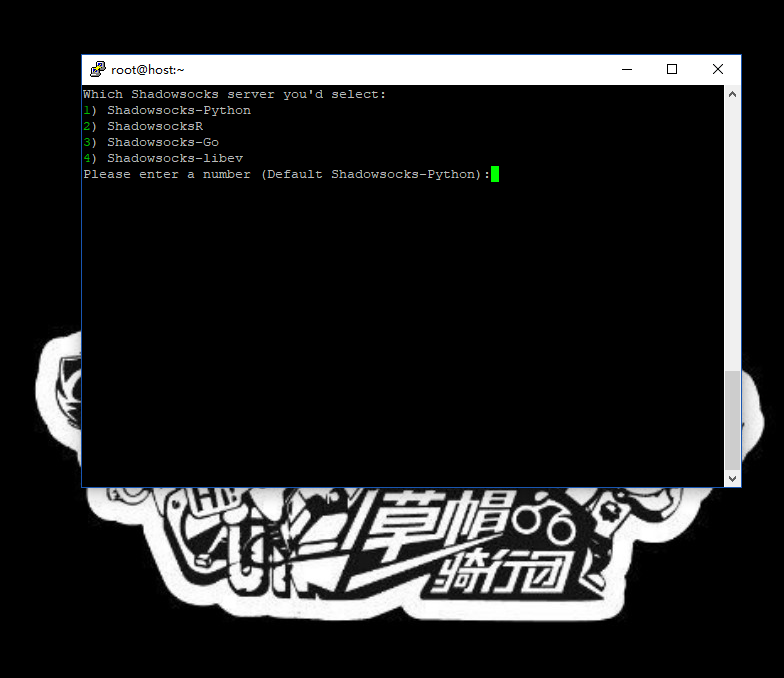 root@host:~
Which Shadowsocks server you'd select:
1) Shadowsocks-Python
2) ShadowsocksR
3) Shadowsocks-Go
4) Shadowsocks-libev
Please enter a number (Default Shadowsocks-Python):
草帽
骑行团